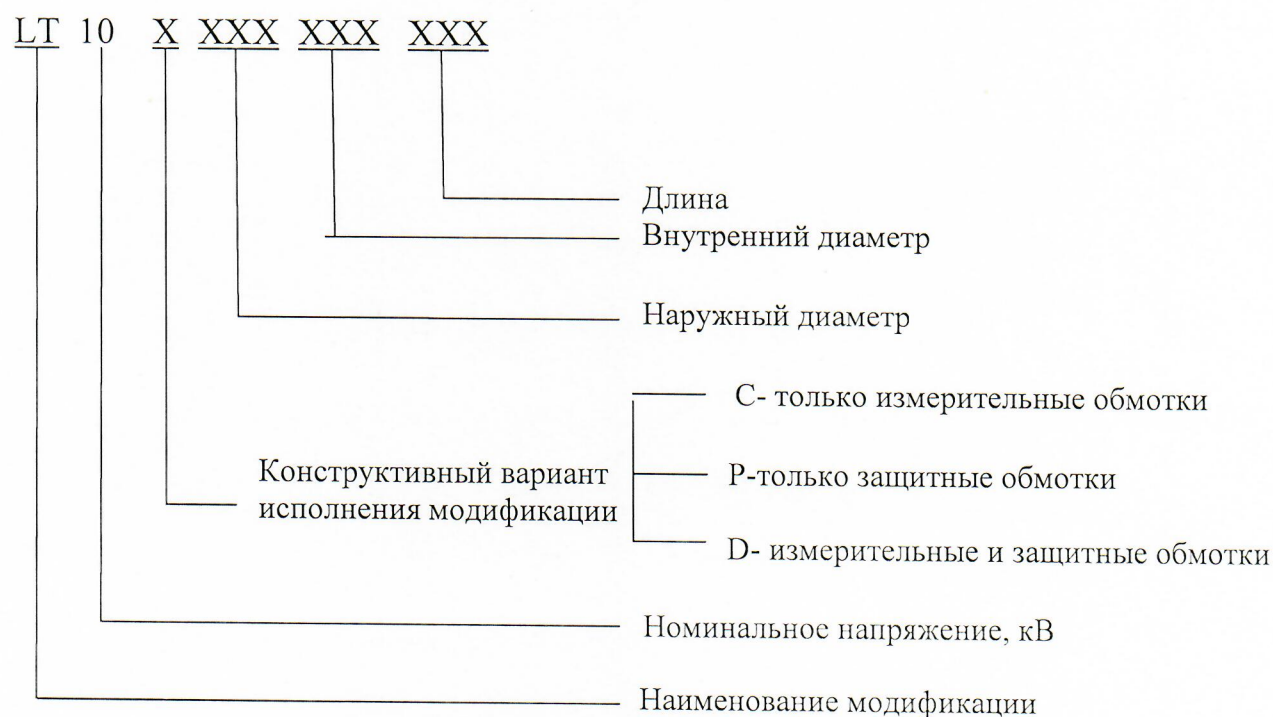 LT 10 X XXX XXX XXX
Длина
Внутренний диаметр
Наружный диаметр
С- только измерительные обмотки
Конструктивный вариант
исполнения модификации
Р-только защитные обмотки
D- измерительные и защитные обмотки
Номинальное напряжение, кВ
Наименование модификации